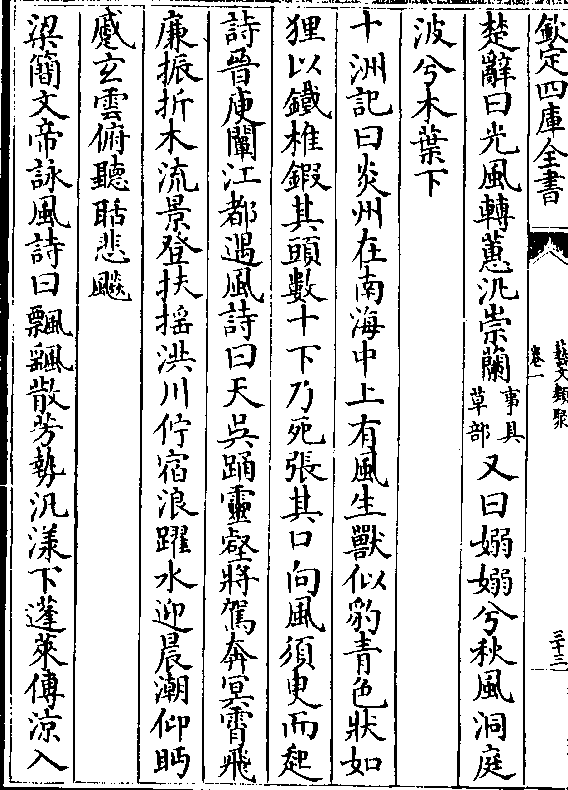 欽定四庫全書
藝文類聚
卷一
三十三
楚辭曰光風轉蕙汎崇蘭事具草部又曰嫋嫋兮秋風洞庭
波兮木葉下
十洲記曰炎州在南海中上有風生獸似豹青色狀如
狸以鐵椎鍜其頭數十下乃死張其口向風須臾而起
詩晉庾闡江都遇風詩曰天吳踊靈壑將駕奔冥霄飛
廉振折木流景登扶揺洪川佇宿浪躍水迎晨潮仰眄
蹙玄雲俯聽聒悲飈
梁簡文帝詠風詩曰飄颻散芳勢汎漾下蓬萊傳涼入